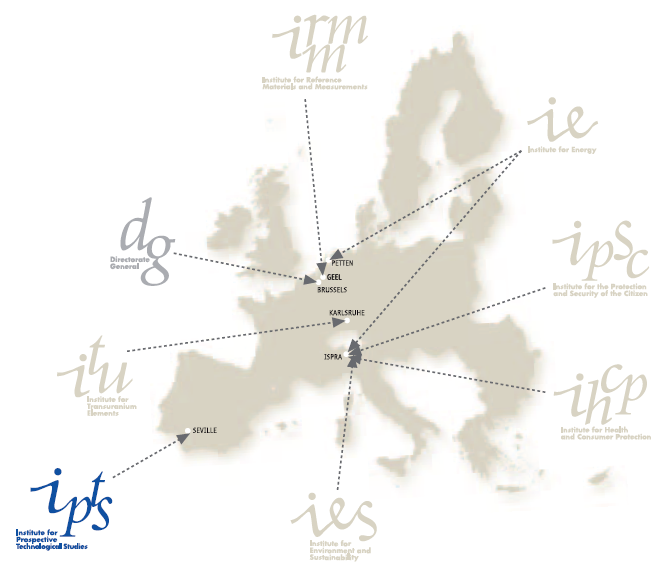 irmm
Institute for Reference
Materials and Measurements
ie
Institute for Energy
dg
Directorate
General
ipsc
Institute for the Protection
and Security of the Citizen
PETTEN
GEEL
BRUSSELS
KARLSRUHE
ISPRA
itu
Institute for
Transuranium
Elements
ihcp
Institute for Health
and Consumer Protection
SEVILLE
ipts
Institute for
Prospective
Technological Studies
ies
Institute for
Environment and
Sustainability